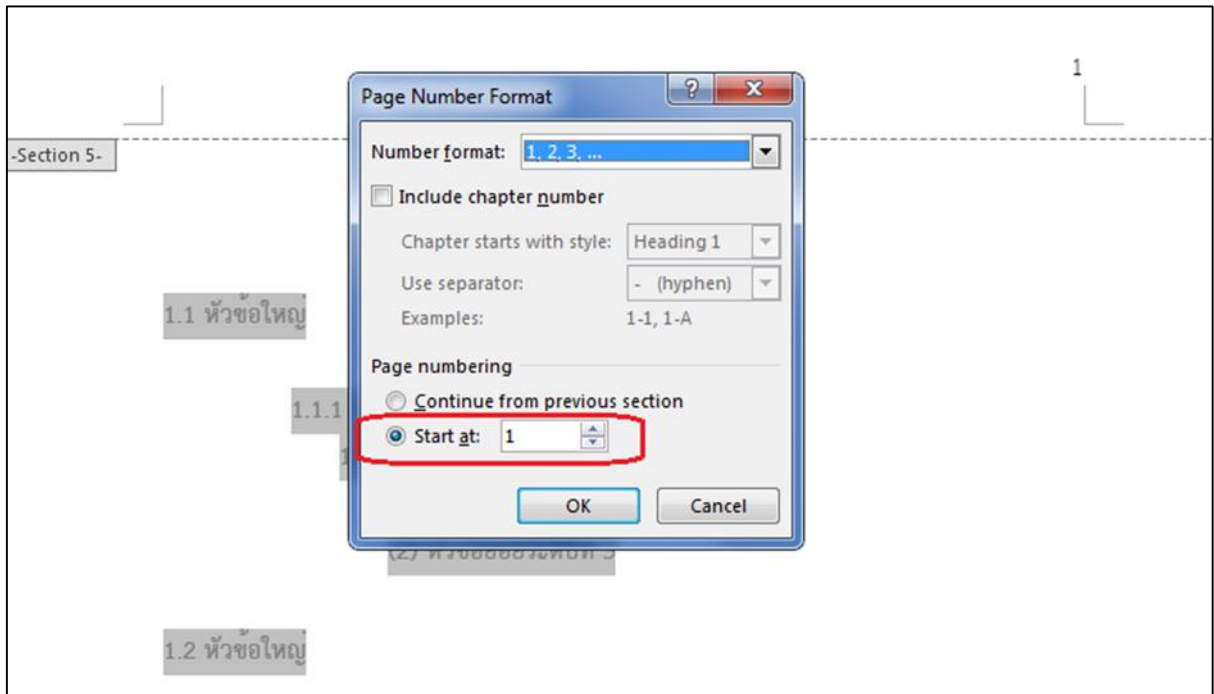 1
Page Number Format
-Section 5-
Number format: 1, 2, 3, ...
Include chapter number
Chapter starts with style: Heading 1
Use separator: - (hyphen)
Examples: 1-1, 1-A
1.1 หัวข้อใหญ่
Page numbering
Continue from previous section
1.1.1
Start at: 1
OK Cancel
1.2 หัวข้อใหญ่